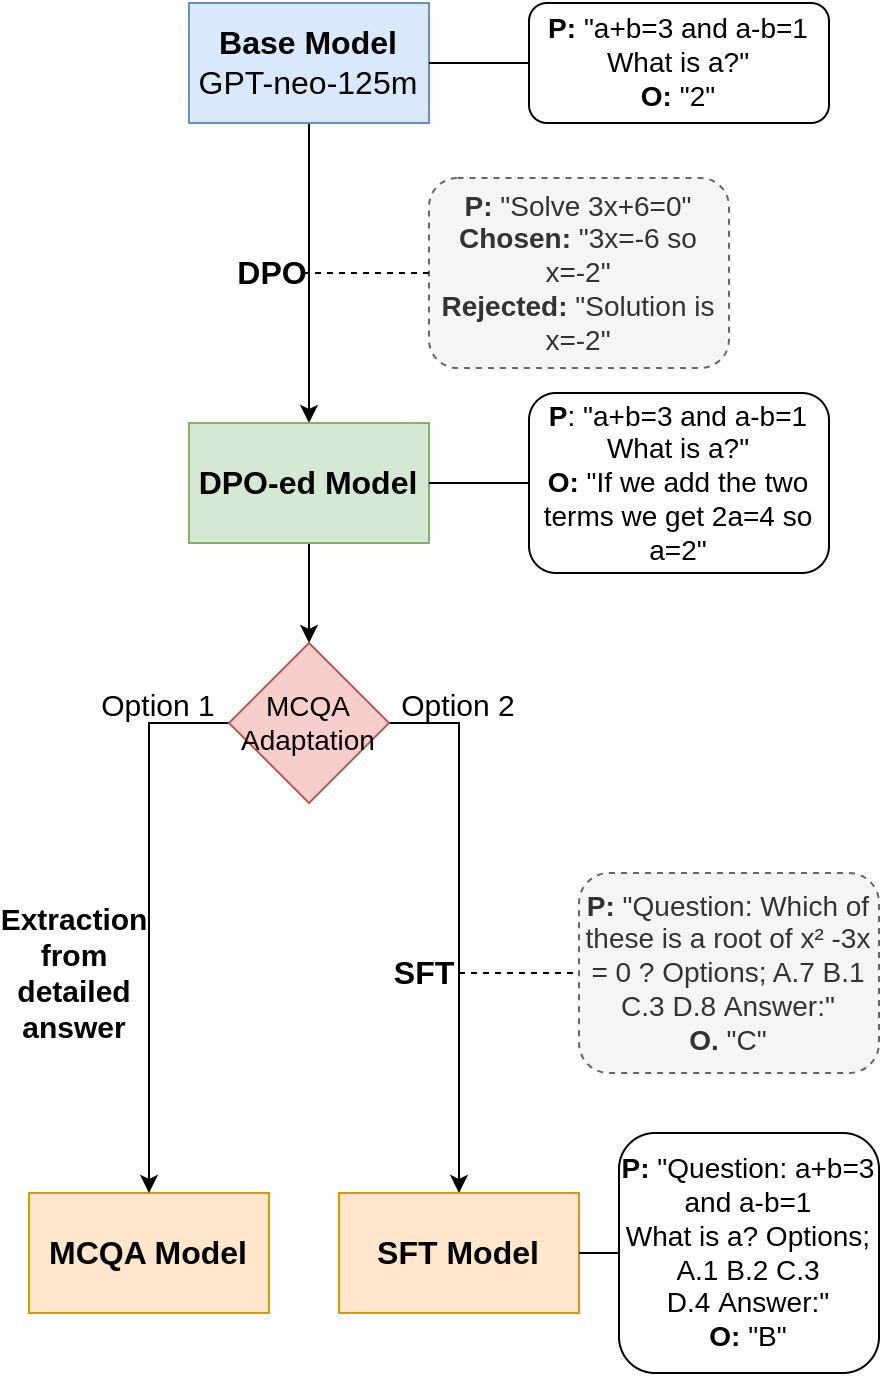 Base Model
GPT-neo-125m
P: "a+b=3 and a-b=1
What is a?"
O: "2"
P: "Solve 3x+6=0"
Chosen: "3x=-6 so
x=-2"
Rejected: "Solution is
x=-2"
DPO
DPO-ed Model
P: "a+b=3 and a-b=1
What is a?"
O: "If we add the two
terms we get 2a=4 so
a=2"
Option 1
MCQA
Adaptation
Option 2
Extraction
from
detailed
answer
SFT
P: "Question: Which of
these is a root of x² -3x
= 0 ? Options; A.7 B.1
C.3 D.8 Answer:"
O. "C"
MCQA Model
SFT Model
P: "Question: a+b=3
and a-b=1
What is a? Options;
A.1 B.2 C.3
D.4 Answer:"
O: "B"